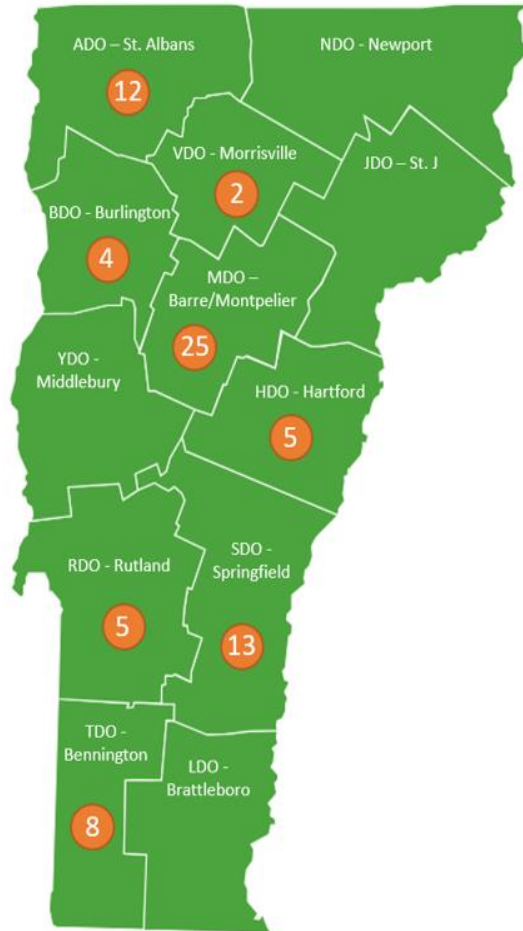 ADO – St. Albans
12
NDO - Newport
VDO - Morrisville
2
JDO – St. J
BDO - Burlington
4
MDO –
Barre/Montpelier
25
YDO -
Middlebury
HDO - Hartford
5
RDO - Rutland
5
SDO -
Springfield
13
TDO -
Bennington
8
LDO -
Brattleboro